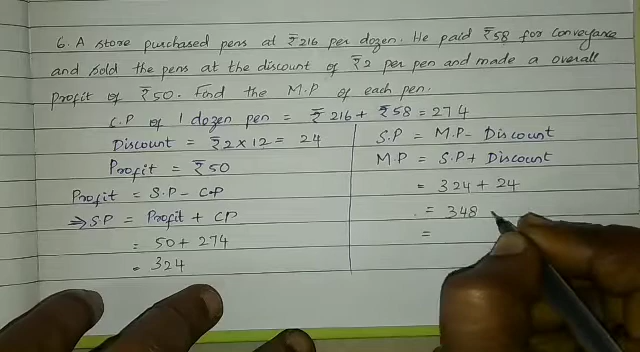 6. A store purchased pens at ₹216 per dozen. He paid ₹58 for conveyance
and sold the pens at the discount of ₹2 per pen and made a overall
Profit of ₹50. Find the M.P of each pen.
C.P of 1 dozen pen = ₹216 + ₹58 = 274
Discount = ₹2 × 12 = 24
Profit = ₹50
Profit = S.P - C.P
⇒ S.P = Profit + CP
= 50 + 274
= 324
S.P = M.P - Discount
M.P = S.P + Discount
= 324 + 24
= 348
=